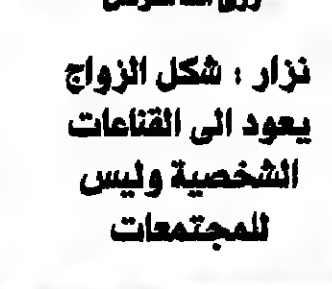 نزار ، شكل الزواج
يعود الى القناعات
الشخصية وليس
للمجتمعات